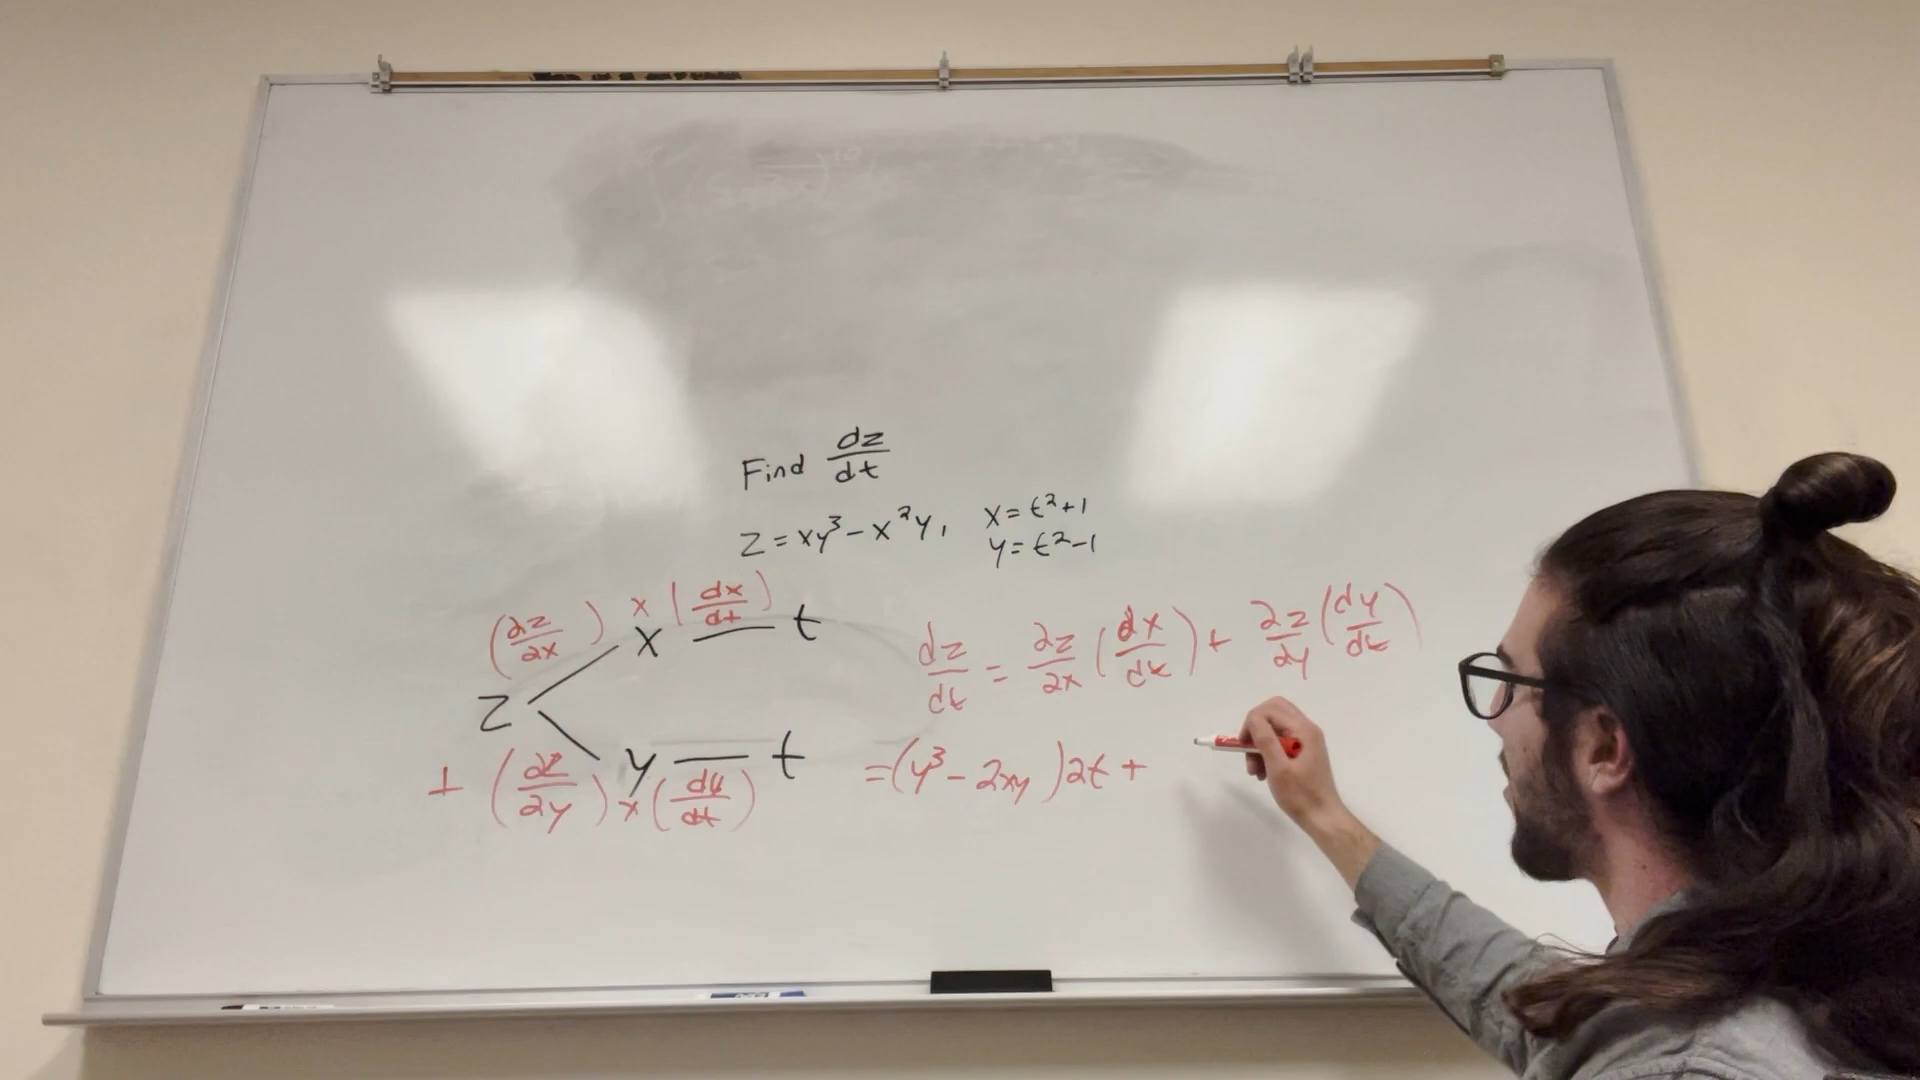 Find dz/dt
z = xy³ - x²y, x = t²+1
y = t²-1
(∂z/∂x) x (dx/dt)
x — t
z
y — t
+ (∂z/∂y) x (dy/dt)
dz/dt = ∂z/∂x (dx/dt) + ∂z/dy (dy/dt)
= (y³ - 2xy) 2t +